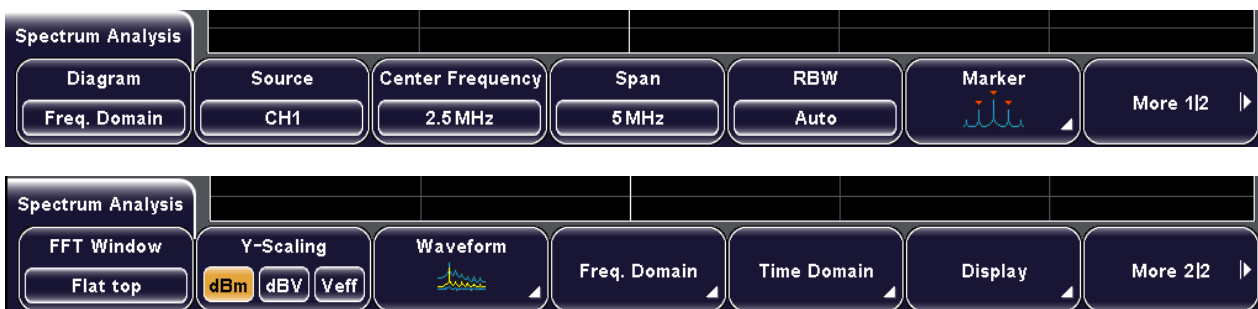 Spectrum Analysis
Diagram Source Center Frequency Span RBW Marker
More 1|2
Freq. Domain CH1 2.5 MHz 5 MHz Auto
Spectrum Analysis
FFT Window Y-Scaling Waveform
Freq. Domain Time Domain Display More 2|2
Flat top dBm dBV Veff